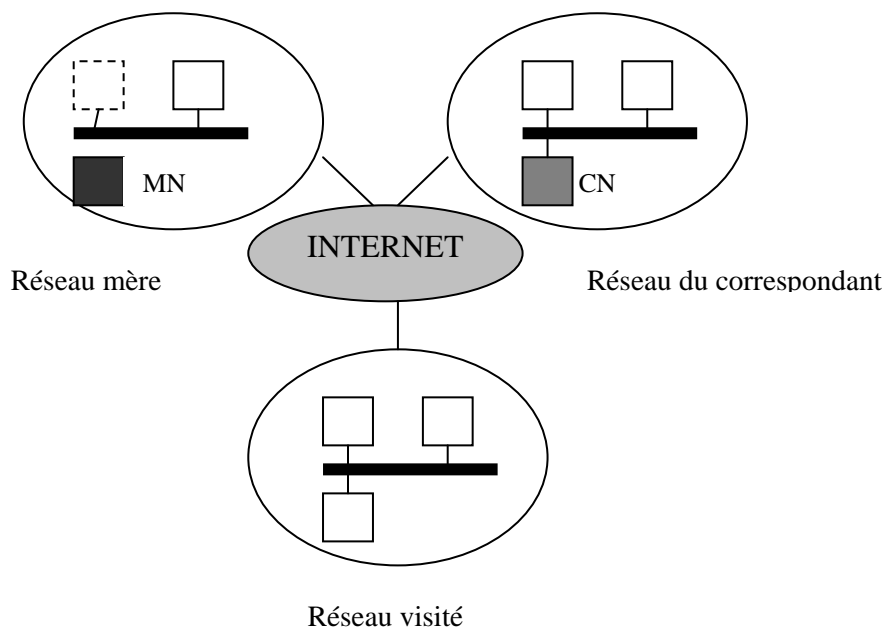 MN
CN
INTERNET
Réseau mère
Réseau du correspondant
Réseau visité